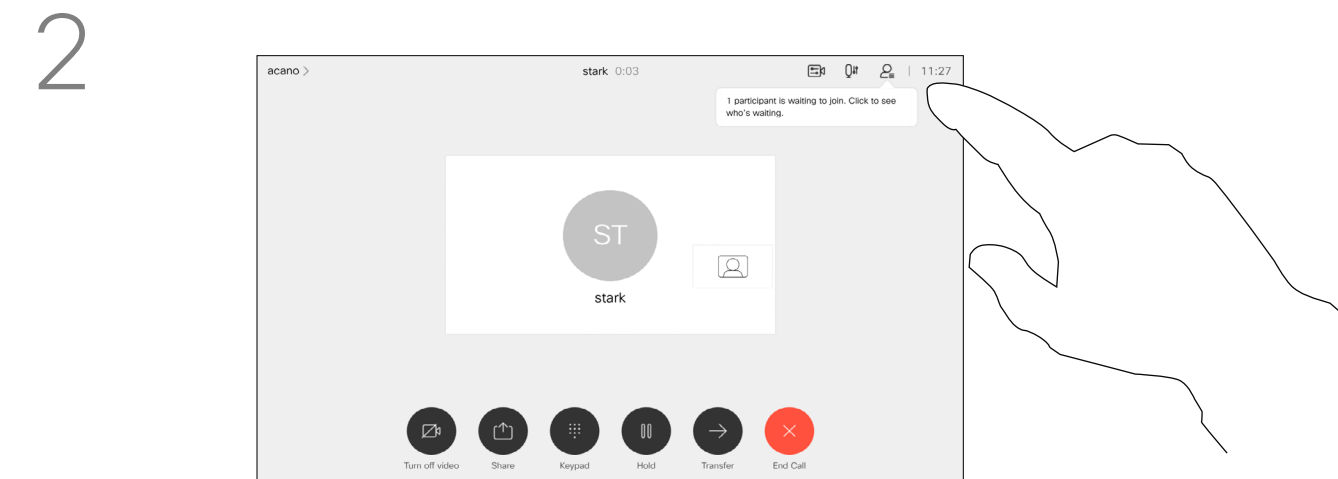 2
acano > stark 0:03 | 11:27
1 participant is waiting to join. Click to see
who's waiting.
ST
stark
Turn off video Share Keypad Hold Transfer End Call